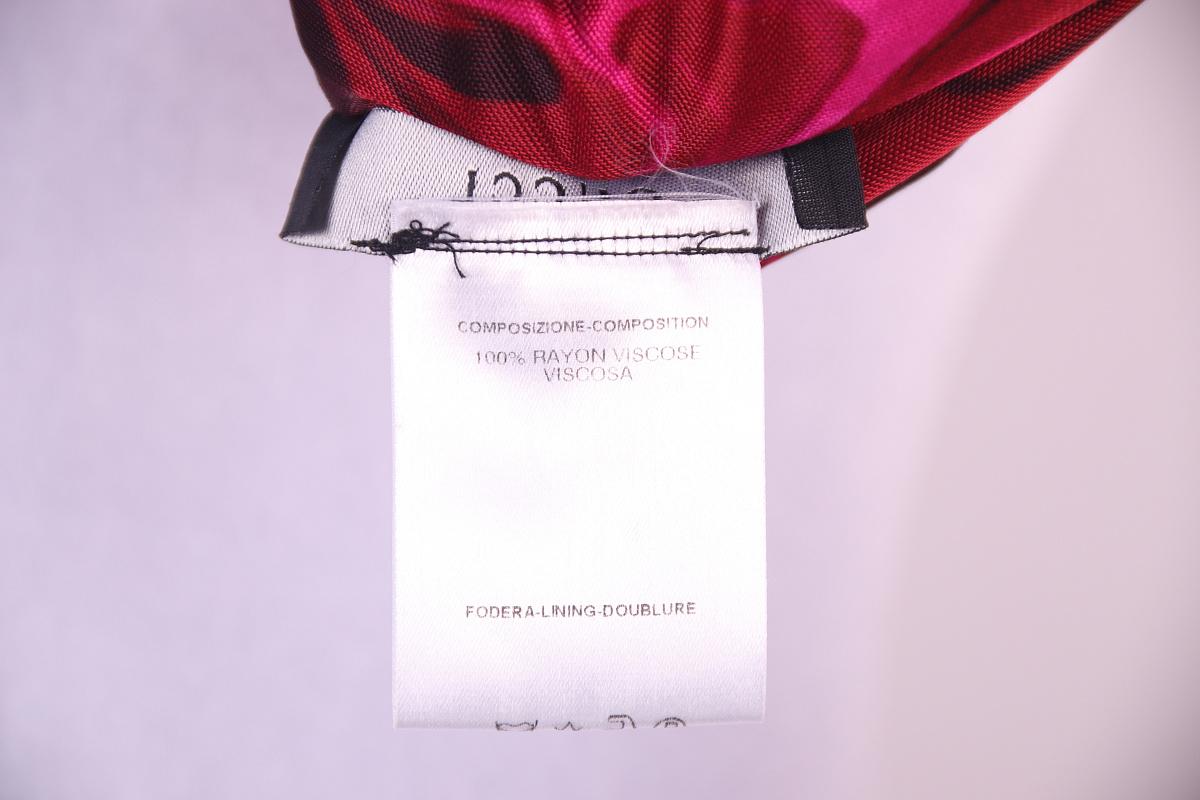 COMPOSIZIONE-COMPOSITION
100% RAYON VISCOSE
VISCOSA
FODERA-LINING-DOUBLURE